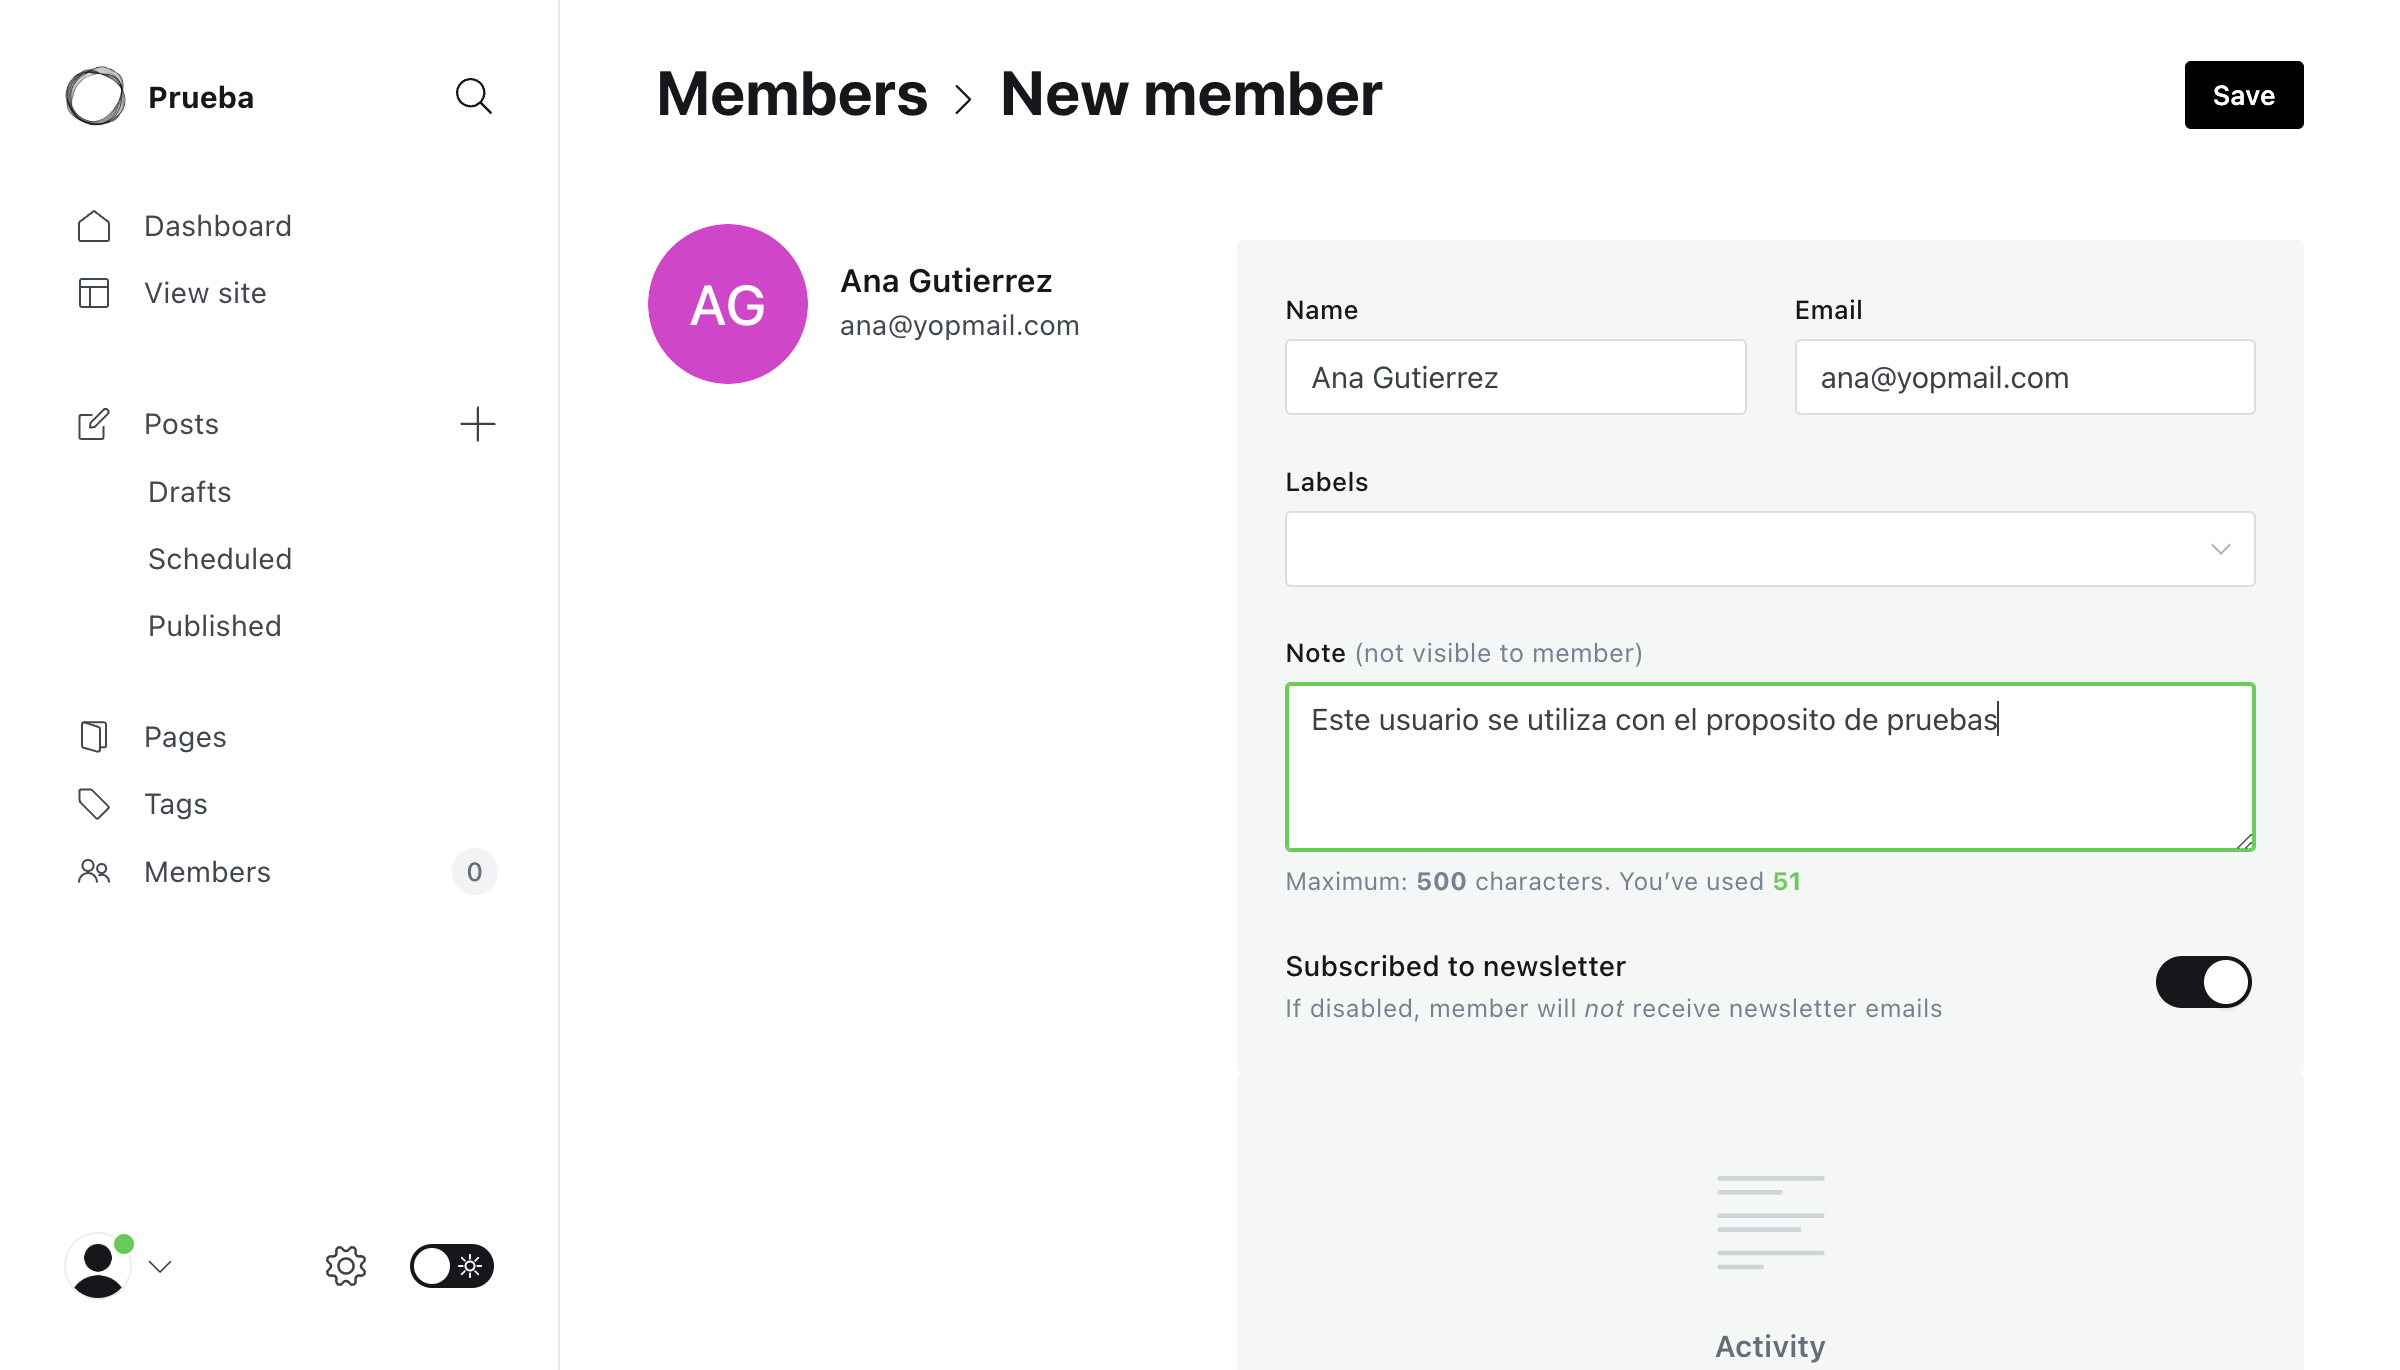 Prueba
Dashboard
View site
Posts
Drafts
Scheduled
Published
Pages
Tags
Members
0
Members > New member
Save
AG
Ana Gutierrez
ana@yopmail.com
Name
Email
Ana Gutierrez
ana@yopmail.com
Labels
Note (not visible to member)
Este usuario se utiliza con el proposito de pruebas
Maximum: 500 characters. You’ve used 51
Subscribed to newsletter
If disabled, member will not receive newsletter emails
Activity